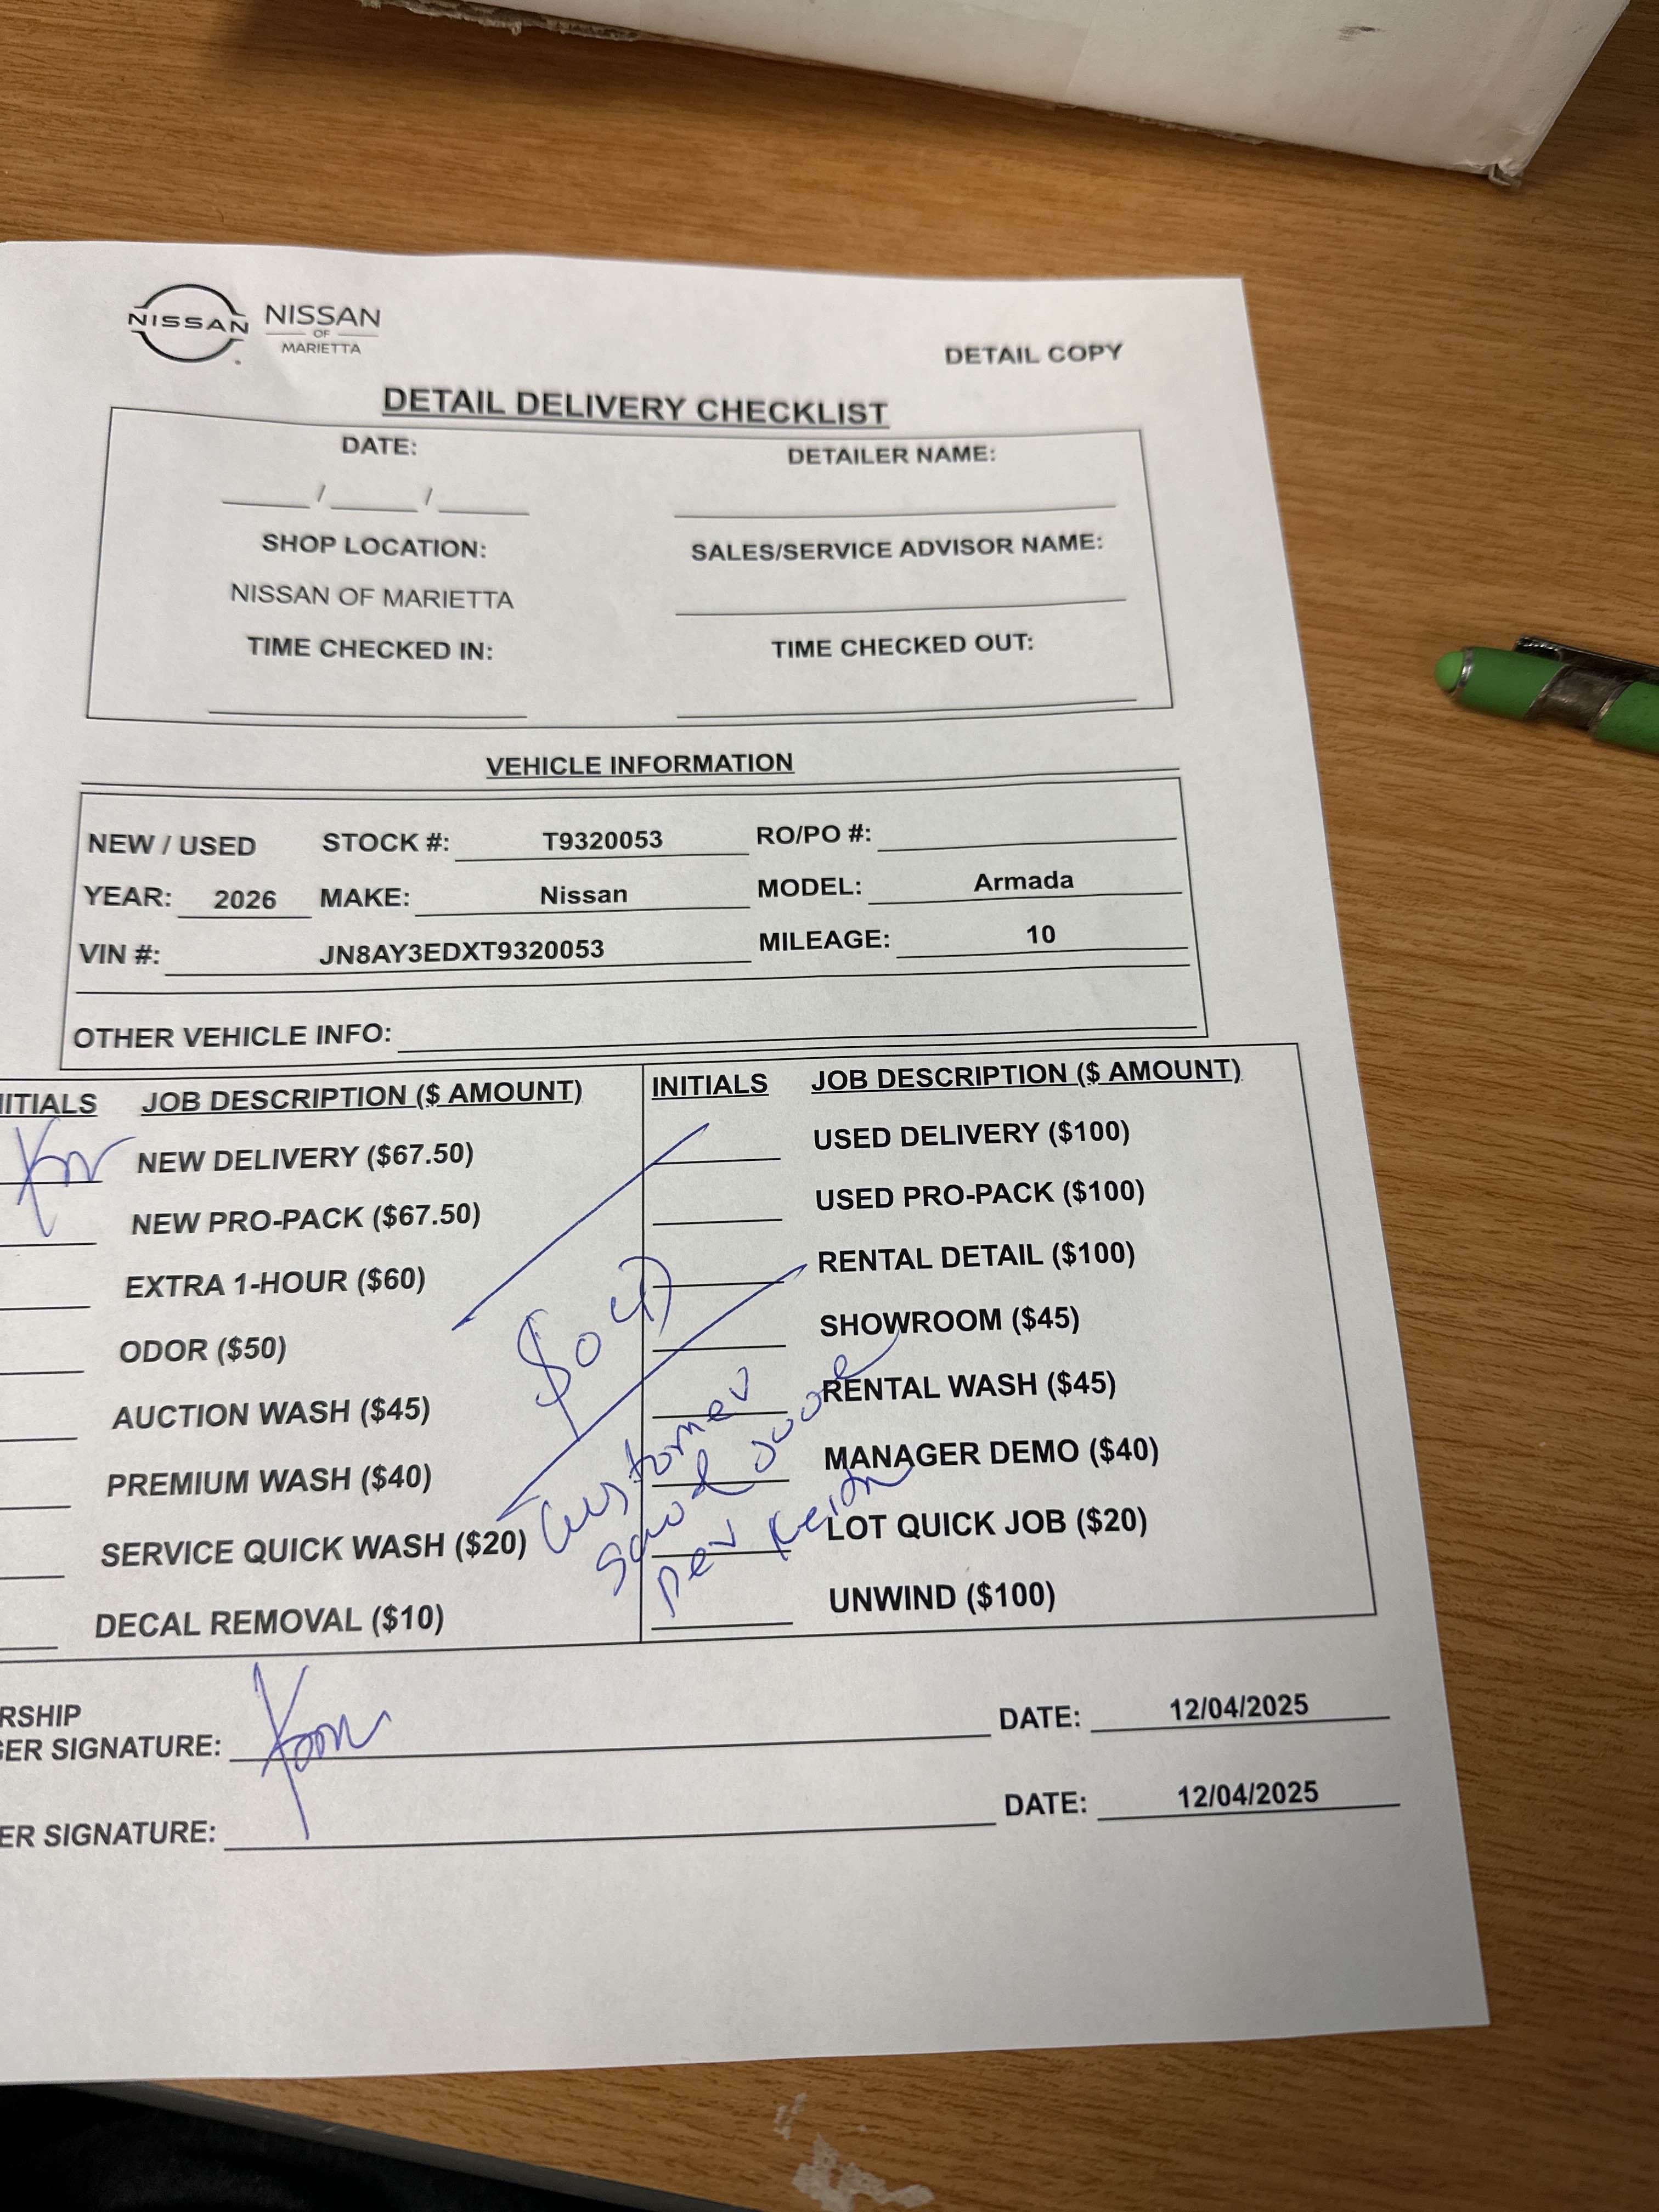 NISSAN
NISSAN
OF
MARIETTA
DETAIL COPY
DETAIL DELIVERY CHECKLIST
DATE: DETAILER NAME:
/ /
SHOP LOCATION: SALES/SERVICE ADVISOR NAME:
NISSAN OF MARIETTA
TIME CHECKED IN: TIME CHECKED OUT:
VEHICLE INFORMATION
NEW / USED STOCK #: T9320053 RO/PO #:
YEAR: 2026 MAKE: Nissan MODEL: Armada
VIN #: JN8AY3EDXT9320053 MILEAGE: 10
OTHER VEHICLE INFO:
ITIALS JOB DESCRIPTION ($ AMOUNT) INITIALS JOB DESCRIPTION ($ AMOUNT)
NEW DELIVERY ($67.50) USED DELIVERY ($100)
NEW PRO-PACK ($67.50) USED PRO-PACK ($100)
EXTRA 1-HOUR ($60) RENTAL DETAIL ($100)
ODOR ($50) SHOWROOM ($45)
AUCTION WASH ($45) RENTAL WASH ($45)
PREMIUM WASH ($40) MANAGER DEMO ($40)
SERVICE QUICK WASH ($20) LOT QUICK JOB ($20)
DECAL REMOVAL ($10) UNWIND ($100)
Customer
per Keith
RSHIP
GER SIGNATURE: DATE: 12/04/2025
ER SIGNATURE: DATE: 12/04/2025